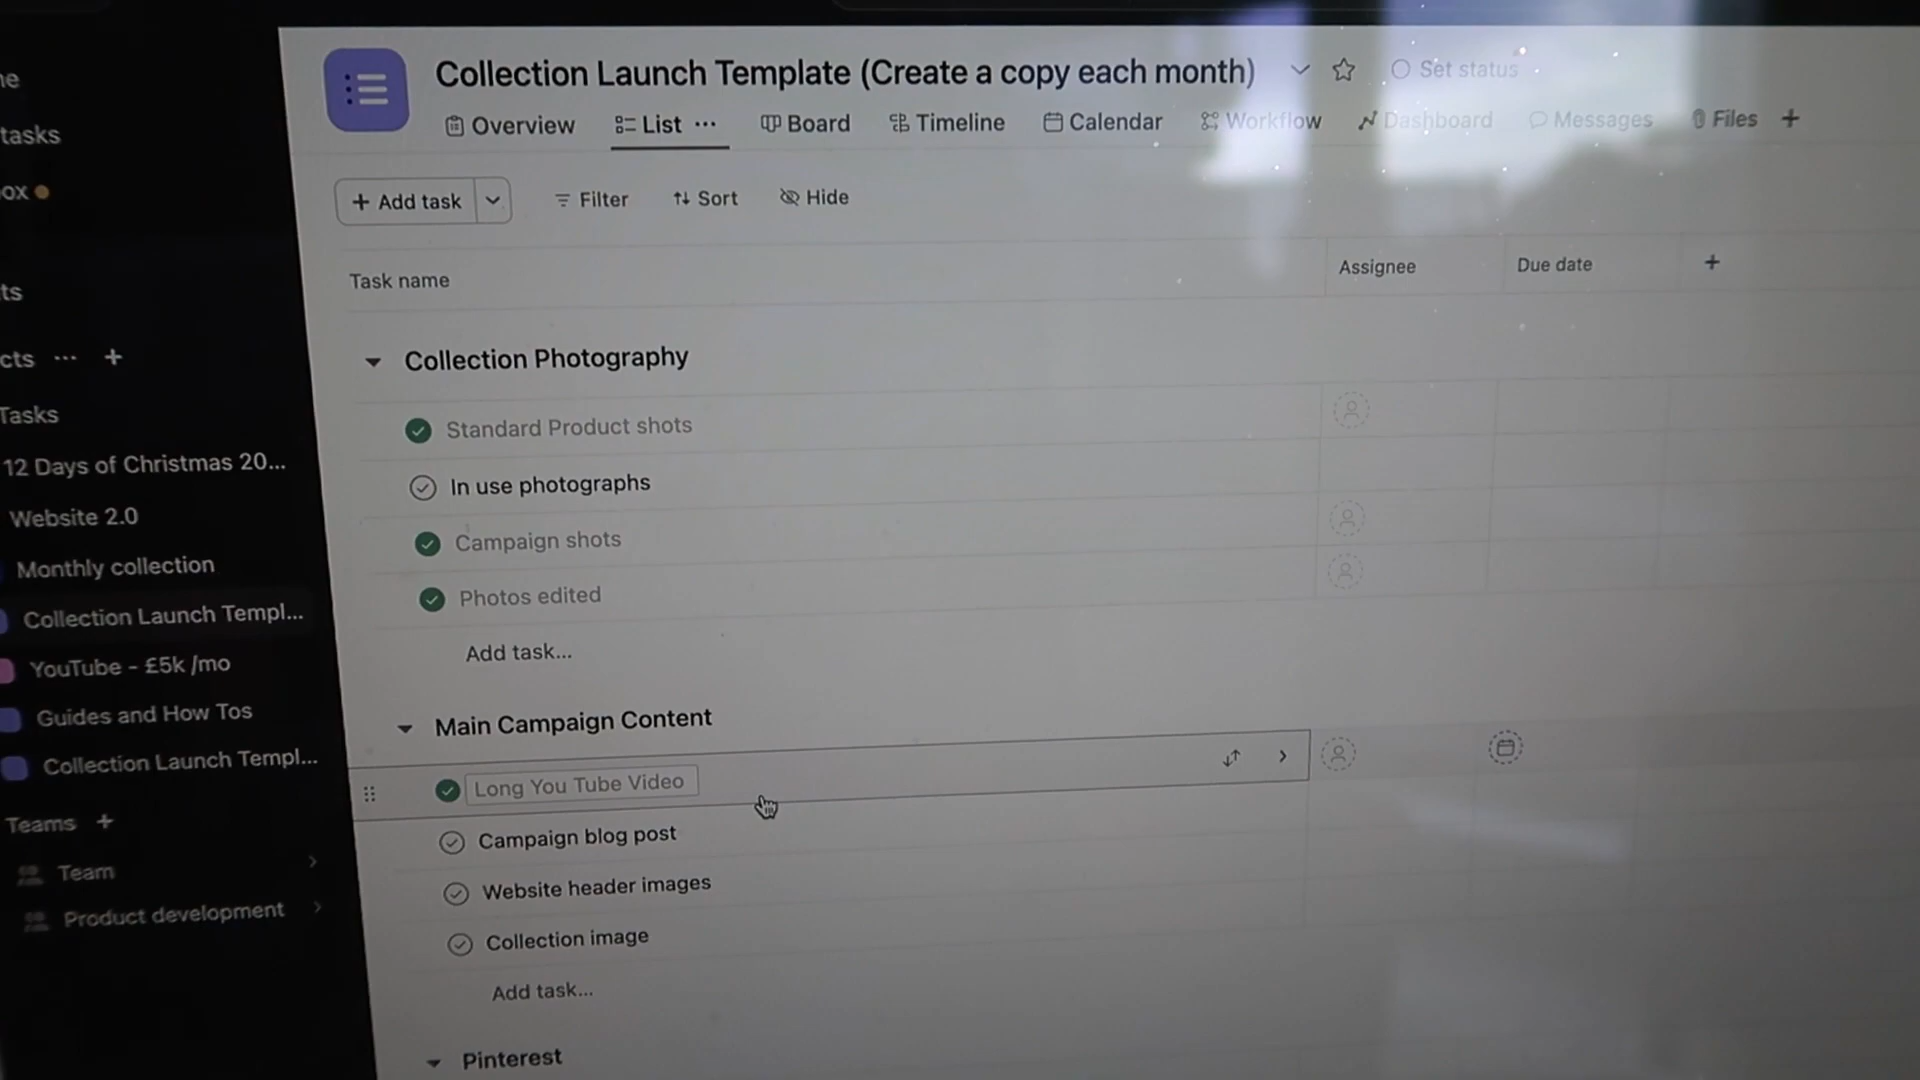 ne
tasks
ox
ts
cts ... +
Tasks
12 Days of Christmas 20...
Website 2.0
Monthly collection
Collection Launch Templ...
YouTube - £5k /mo
Guides and How Tos
Collection Launch Templ...
Teams +
Team
Product development
Collection Launch Template (Create a copy each month)
Set status
Overview
List ...
Board
Timeline
Calendar
Workflow
Dashboard
Messages
Files
+
+ Add task
Filter
Sort
Hide
Task name
Assignee
Due date
+
Collection Photography
Standard Product shots
In use photographs
Campaign shots
Photos edited
Add task...
Main Campaign Content
Long You Tube Video
Campaign blog post
Website header images
Collection image
Add task...
Pinterest